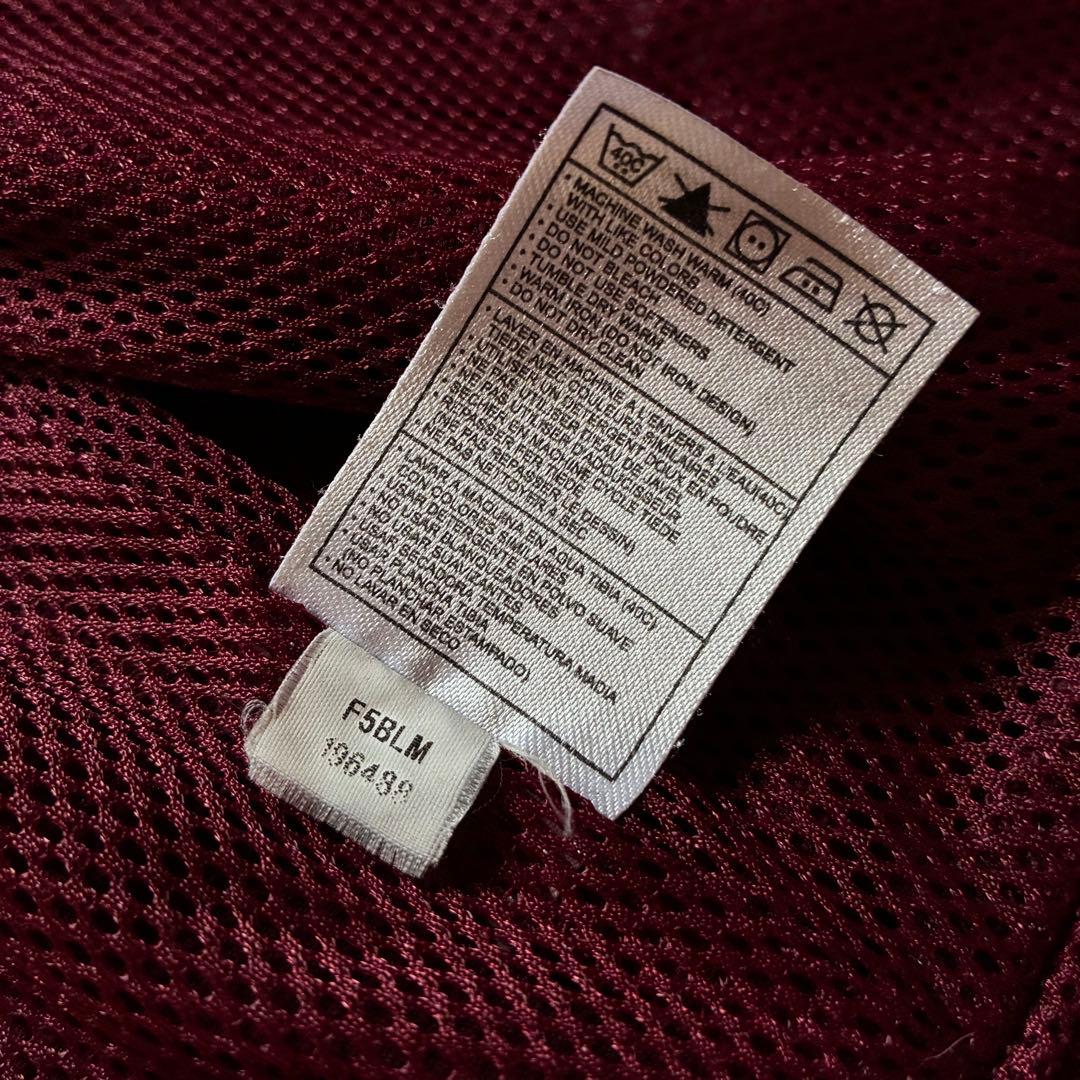 40C
• MACHINE WASH WARM (40C)
WITH LIKE COLORS
• USE MILD POWDERED DETERGENT
• DO NOT BLEACH
• DO NOT USE SOFTENERS
• TUMBLE DRY WARM
• WARM IRON (DO NOT IRON DESIGN)
• DO NOT DRY CLEAN
• LAVER EN MACHINE A L'ENVERS A L'EAU(40C)
TIEDE AVEC COULEURS SIMILAIRES
• UTILISER UN DETERGENT DOUX EN POUDRE
• NE PAS UTILISER D'EAU DE JAVEL
• NE PAS UTILISER D'ADOUCISSEUR
• SECHER EN MACHINE CYCLE TIEDE
• REPASSER FER TIEDE
(NE PAS REPASSER LE DESSIN)
• NE PAS NETTOYER A SEC
• LAVAR A MAQUINA EN AQUA TIBIA (40C)
CON COLORES SIMILARES
• USAR DETERGENTE EN POLVO SUAVE
• NO USAR BLANQUEADORES
• NO USAR SUAVIZANTES
• USAR SECADORA TEMPERATURA MADIA
• USAR PLANCHA TIBIA
(NO PLANCHAR ESTAMPADO)
• NO LAVAR EN SECO
F5BLM